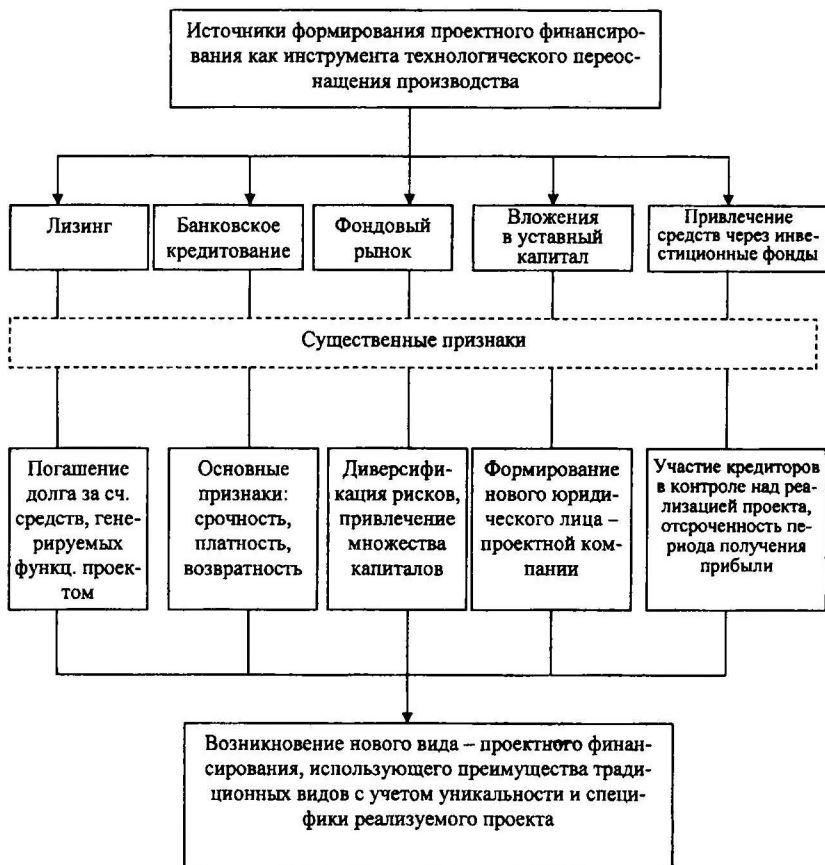 Источники формирования проектного финансиро-
вания как инструмента технологического переос-
нащения производства
Лизинг
Банковское
кредитование
Фондовый
рынок
Вложения
в уставный
капитал
Привлечение
средств через инве-
стиционные фонды
Существенные признаки
Погашение
долга за сч.
средств, гене-
рируемых
функц. проек-
том
Основные
признаки:
срочность,
платность,
возвратность
Диверсифи-
кация рисков,
привлечение
множества
капиталов
Формирование
нового юриди-
ческого лица –
проектной ком-
пании
Участие кредиторов
в контроле над реа-
лизацией проекта,
отсроченность пе-
риода получения
прибыли
Возникновение нового вида – проектного финан-
сирования, использующего преимущества тради-
ционных видов с учетом уникальности и специ-
фики реализуемого проекта